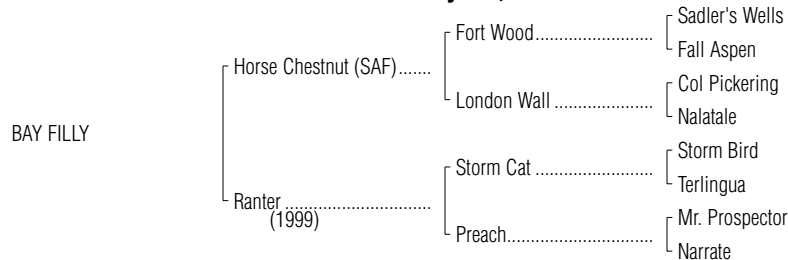 Sadler's Wells
Fort Wood..........................
Fall Aspen
Horse Chestnut (SAF).......
Col Pickering
London Wall ......................
Nalatale
BAY FILLY
Storm Bird
Storm Cat ..........................
Terlingua
Ranter ................................
(1999)
Mr. Prospector
Preach................................
Narrate